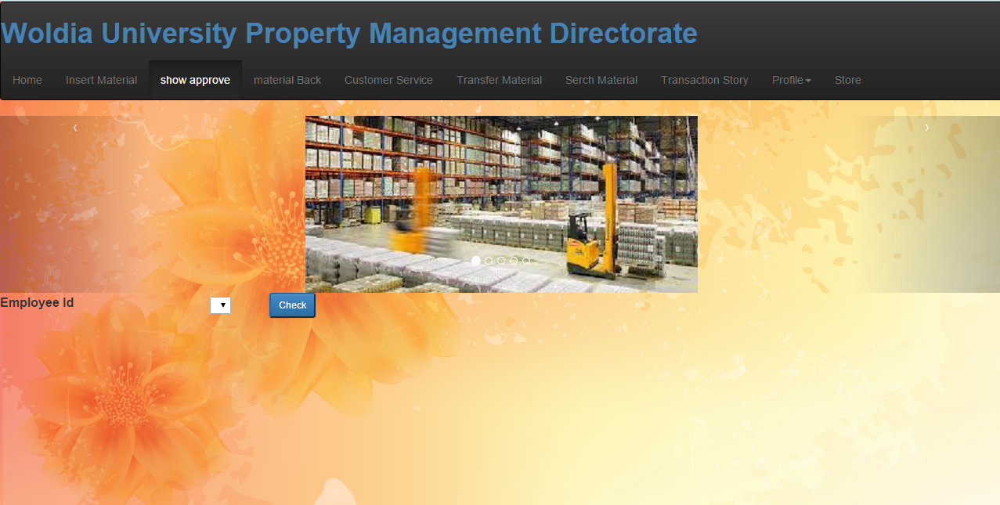 Woldia University Property Management Directorate
Home Insert Material show approve material Back Customer Service Transfer Material Serch Material Transaction Story Profile Store
Employee Id Check